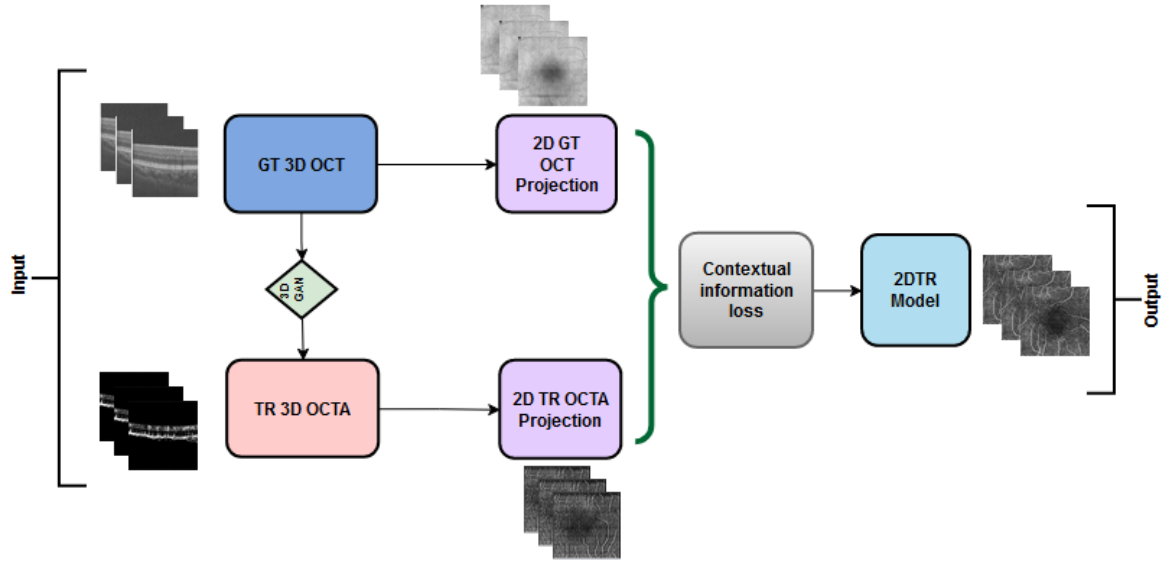 Input
GT 3D OCT
2D GT
OCT
Projection
3D
GAN
TR 3D OCTA
2D TR OCTA
Projection
Contextual
information
loss
2DTR
Model
Output